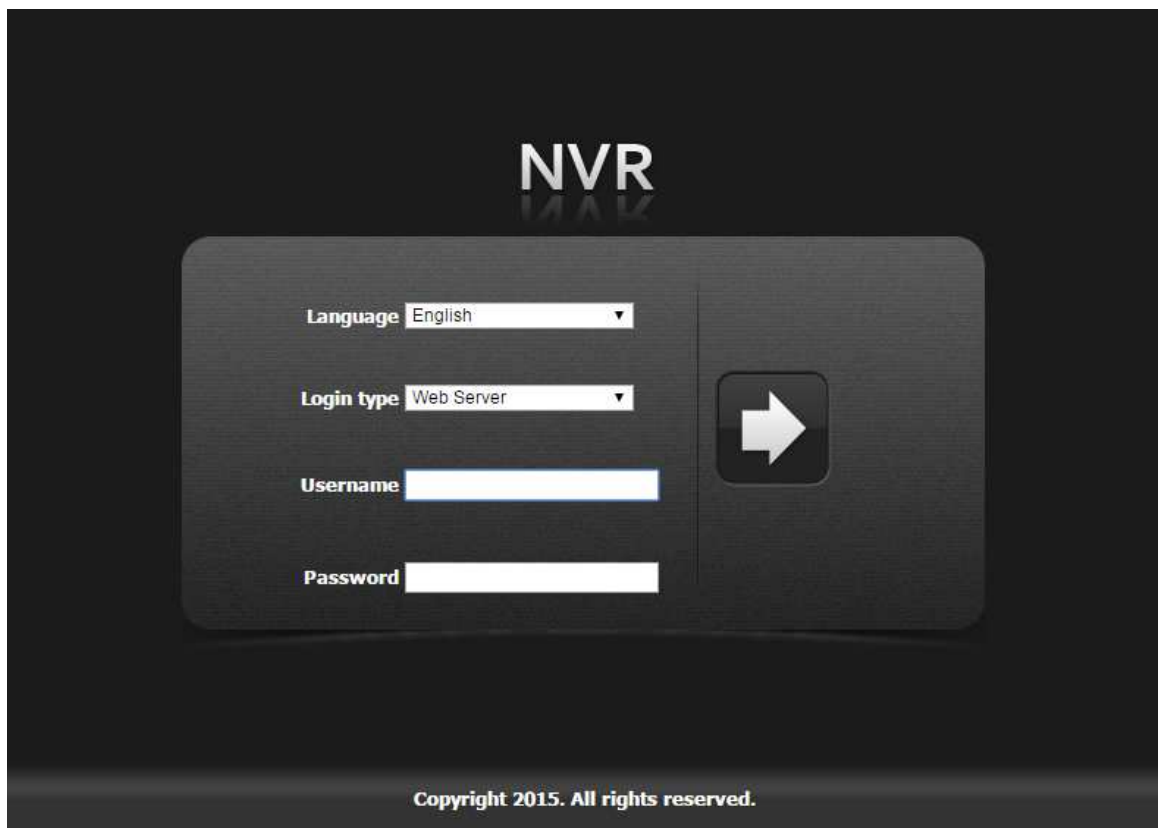 NVR
Language English
Login type Web Server
Username
Password
Copyright 2015. All rights reserved.